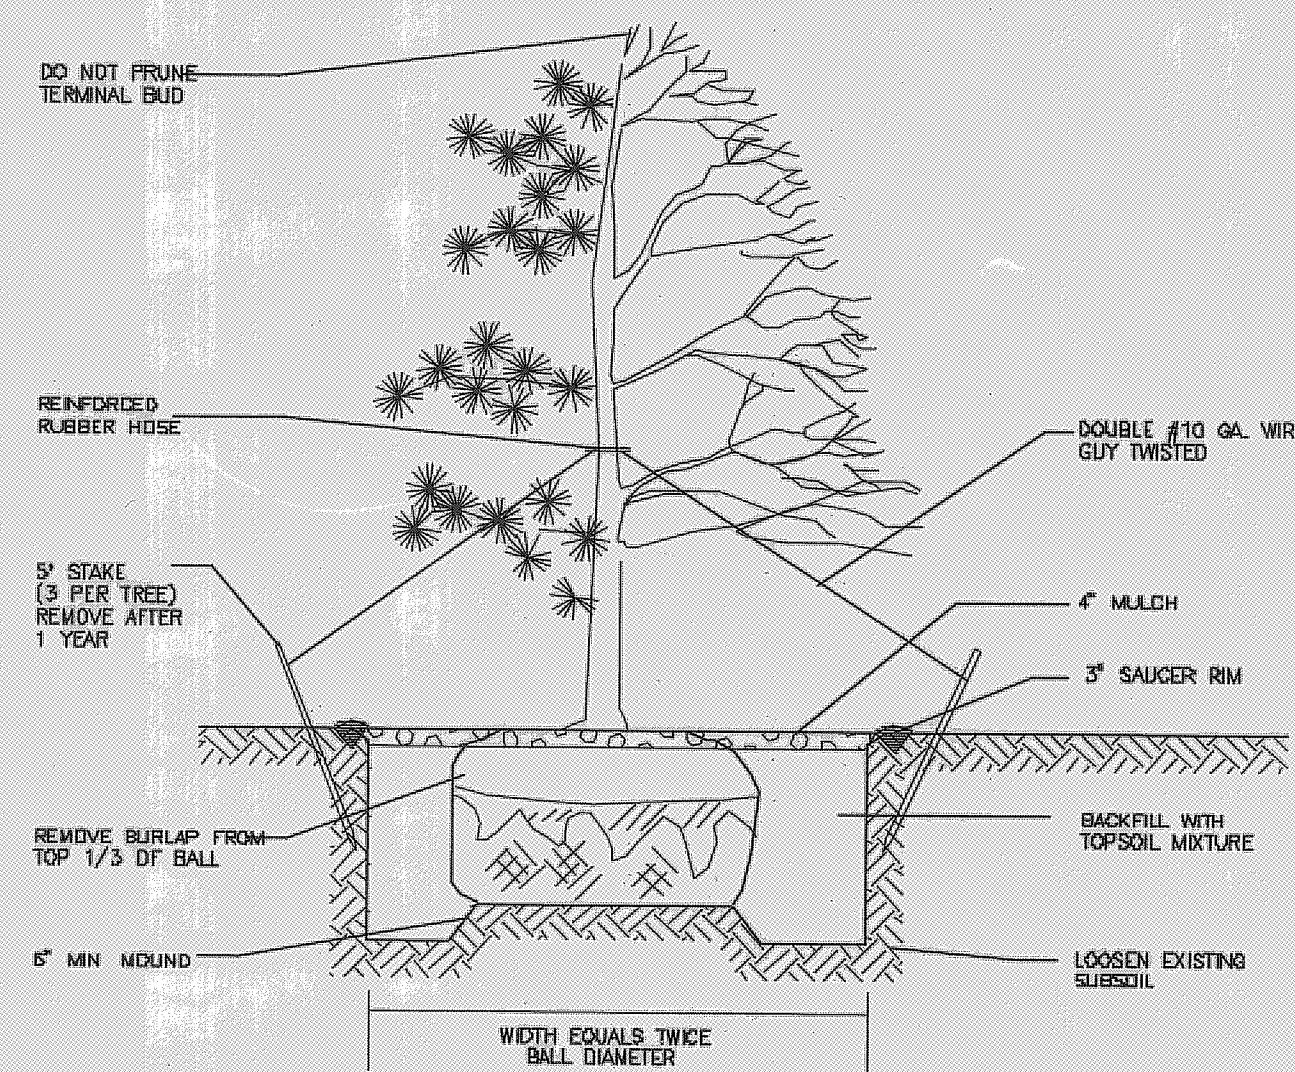 DO NOT PRUNE
TERMINAL BUD
REINFORCED
RUBBER HOSE
DOUBLE #10 GA. WIR
GUY TWISTED
5' STAKE
(3 PER TREE)
REMOVE AFTER
1 YEAR
4" MULCH
3" SAUCER RIM
REMOVE BURLAP FROM
TOP 1/3 OF BALL
BACKFILL WITH
TOPSOIL MIXTURE
6" MIN MOUND
LOOSEN EXISTING
SUBSOIL
WIDTH EQUALS TWICE
BALL DIAMETER